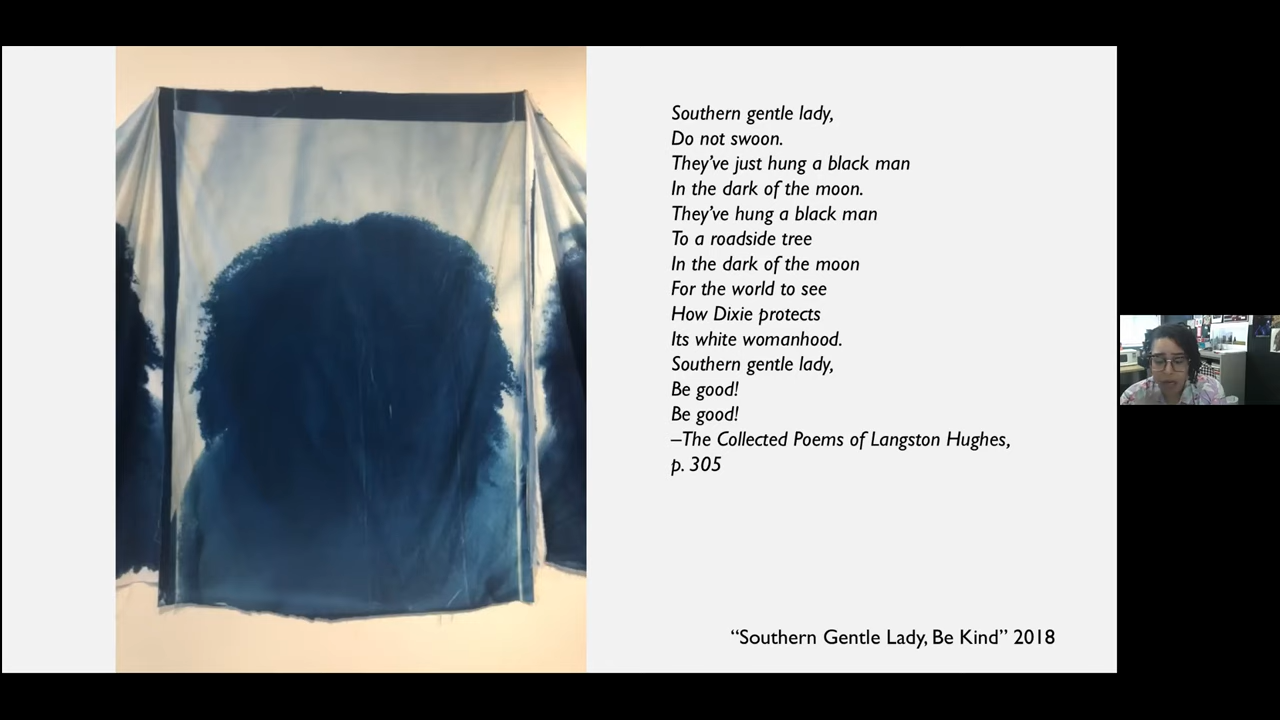 Southern gentle lady,
Do not swoon.
They’ve just hung a black man
In the dark of the moon.
They’ve hung a black man
To a roadside tree
In the dark of the moon
For the world to see
How Dixie protects
Its white womanhood.
Southern gentle lady,
Be good!
Be good!
–The Collected Poems of Langston Hughes,
p. 305
“Southern Gentle Lady, Be Kind” 2018